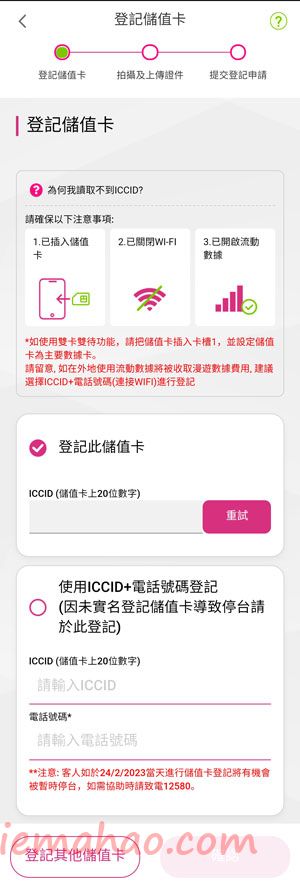 登記儲值卡
登記儲值卡
拍攝及上傳證件
提交登記申請
登記儲值卡
為何我讀取不到ICCID?
請確保以下注意事項:
1.已插入儲值
卡
2.已關閉WI-FI
3.已開啟流動
數據
*如使用雙卡雙待功能，請把儲值卡插入卡槽1，並設定儲值
卡為主要數據卡。
請留意, 如在外地使用流動數據將被收取漫遊數據費用, 建議
選擇ICCID+電話號碼(連接WIFI)進行登記
登記此儲值卡
ICCID (儲值卡上20位數字)
重試
使用ICCID+電話號碼登記
(因未實名登記儲值卡導致停台請
於此登記)
ICCID (儲值卡上20位數字)
請輸入ICCID
電話號碼*
請輸入電話號碼
**注意: 客人如於24/2/2023當天進行儲值卡登記將有機會
被暫時停台，如需協助時請致電12580。
登記其他儲值卡
iemahao.com